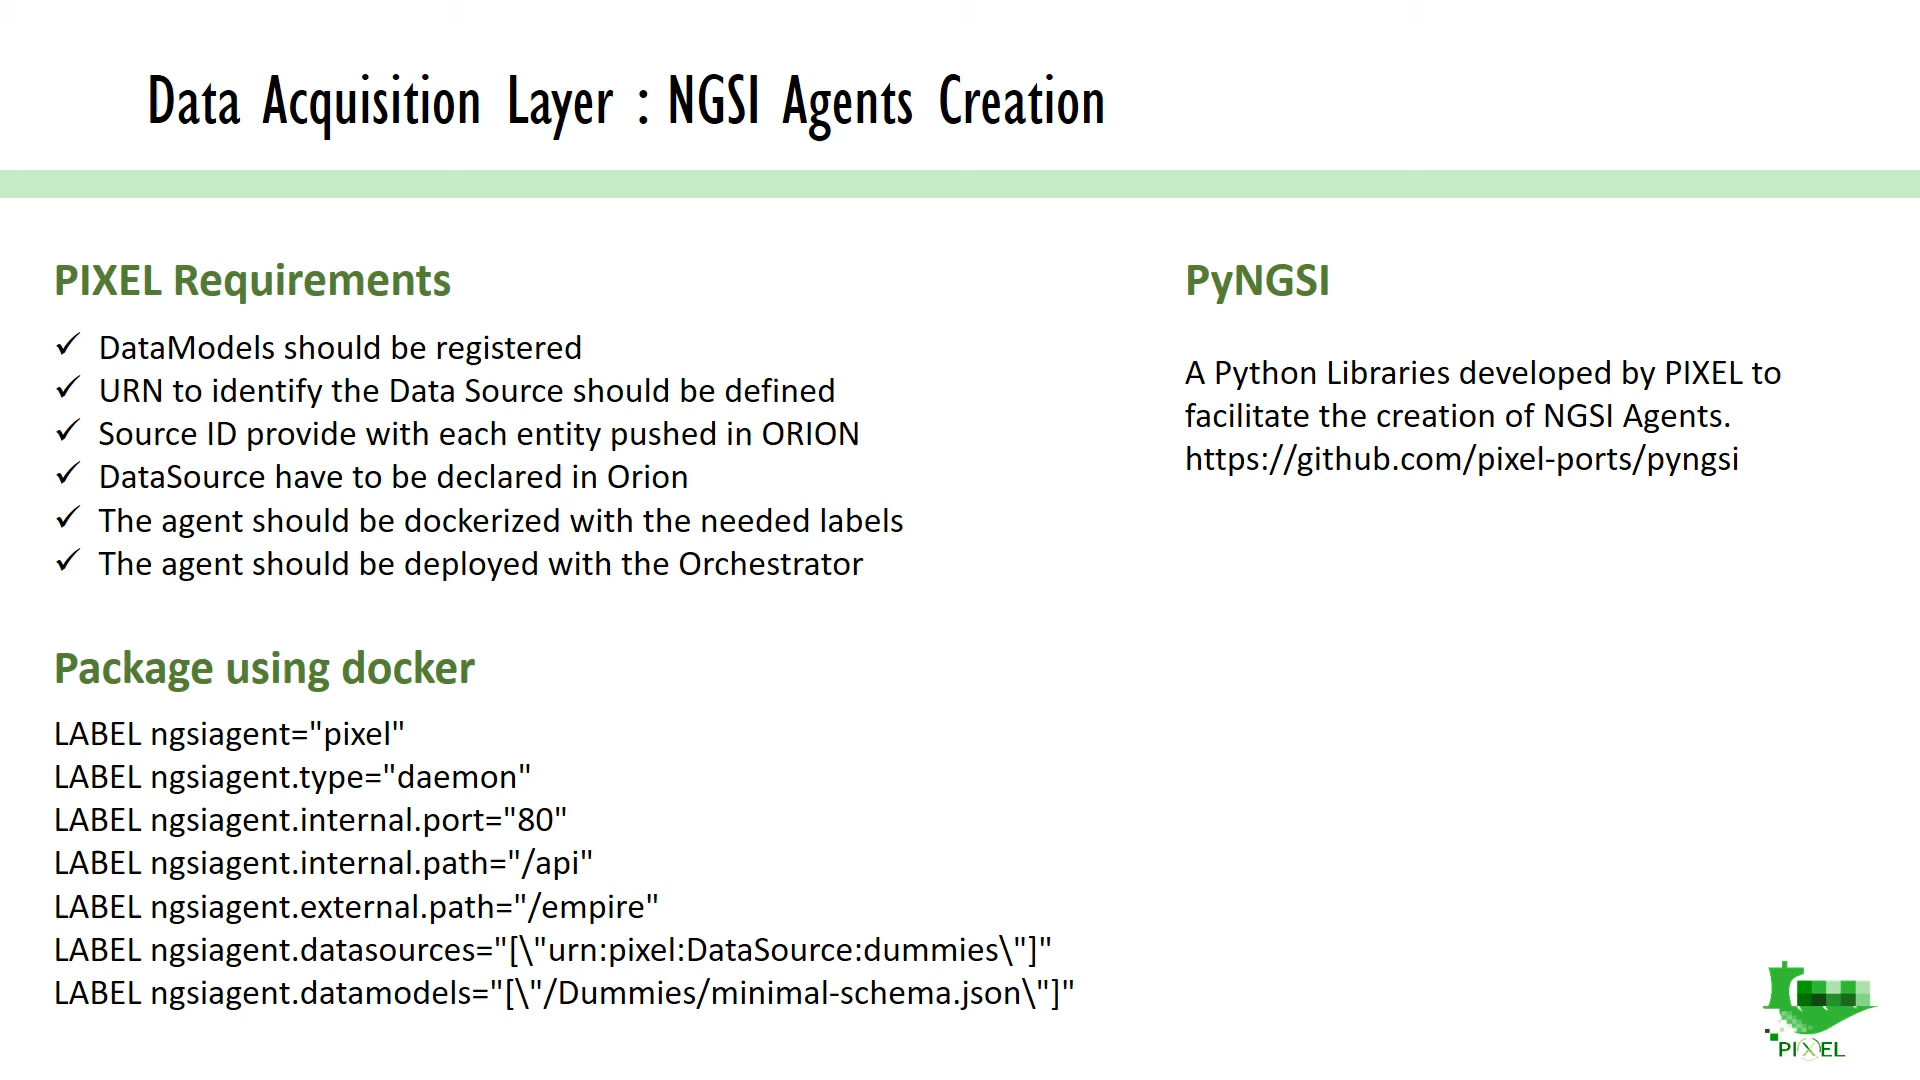 Data Acquisition Layer : NGSI Agents Creation
PIXEL Requirements
✓ DataModels should be registered
✓ URN to identify the Data Source should be defined
✓ Source ID provide with each entity pushed in ORION
✓ DataSource have to be declared in Orion
✓ The agent should be dockerized with the needed labels
✓ The agent should be deployed with the Orchestrator
Package using docker
LABEL ngsiagent="pixel"
LABEL ngsiagent.type="daemon"
LABEL ngsiagent.internal.port="80"
LABEL ngsiagent.internal.path="/api"
LABEL ngsiagent.external.path="/empire"
LABEL ngsiagent.datasources="[\"urn:pixel:DataSource:dummies\"]"
LABEL ngsiagent.datamodels="[\"/Dummies/minimal-schema.json\"]"
PyNGSI
A Python Libraries developed by PIXEL to
facilitate the creation of NGSI Agents.
https://github.com/pixel-ports/pyngsi
PIXEL